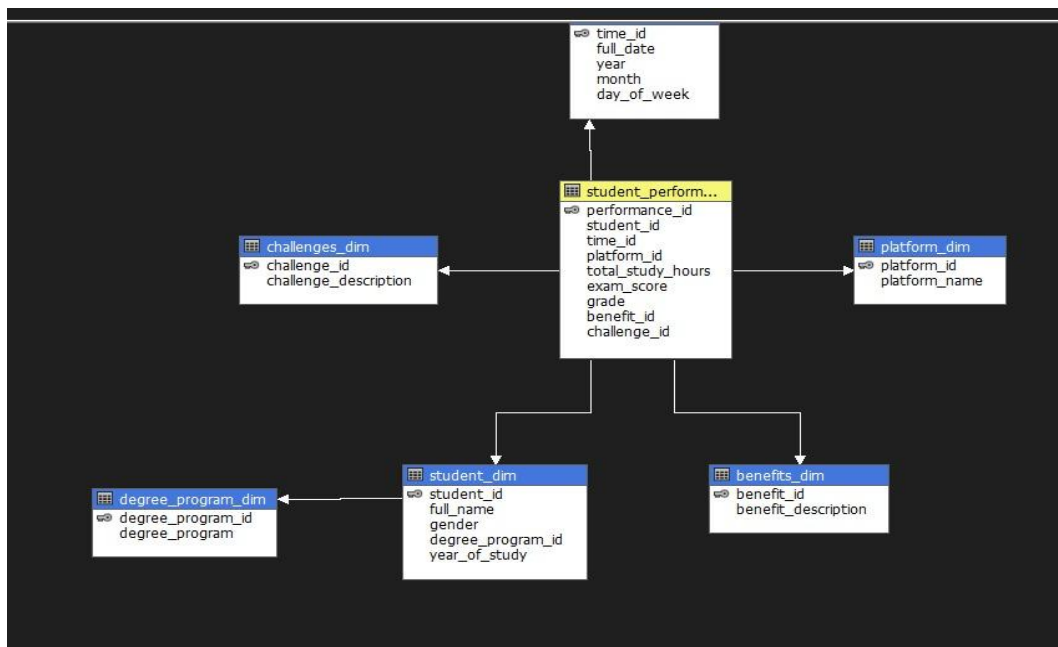 time_id
full_date
year
month
day_of_week
student_perform...
performance_id
student_id
time_id
platform_id
total_study_hours
exam_score
grade
benefit_id
challenge_id
challenges_dim
challenge_id
challenge_description
platform_dim
platform_id
platform_name
degree_program_dim
degree_program_id
degree_program
student_dim
student_id
full_name
gender
degree_program_id
year_of_study
benefits_dim
benefit_id
benefit_description